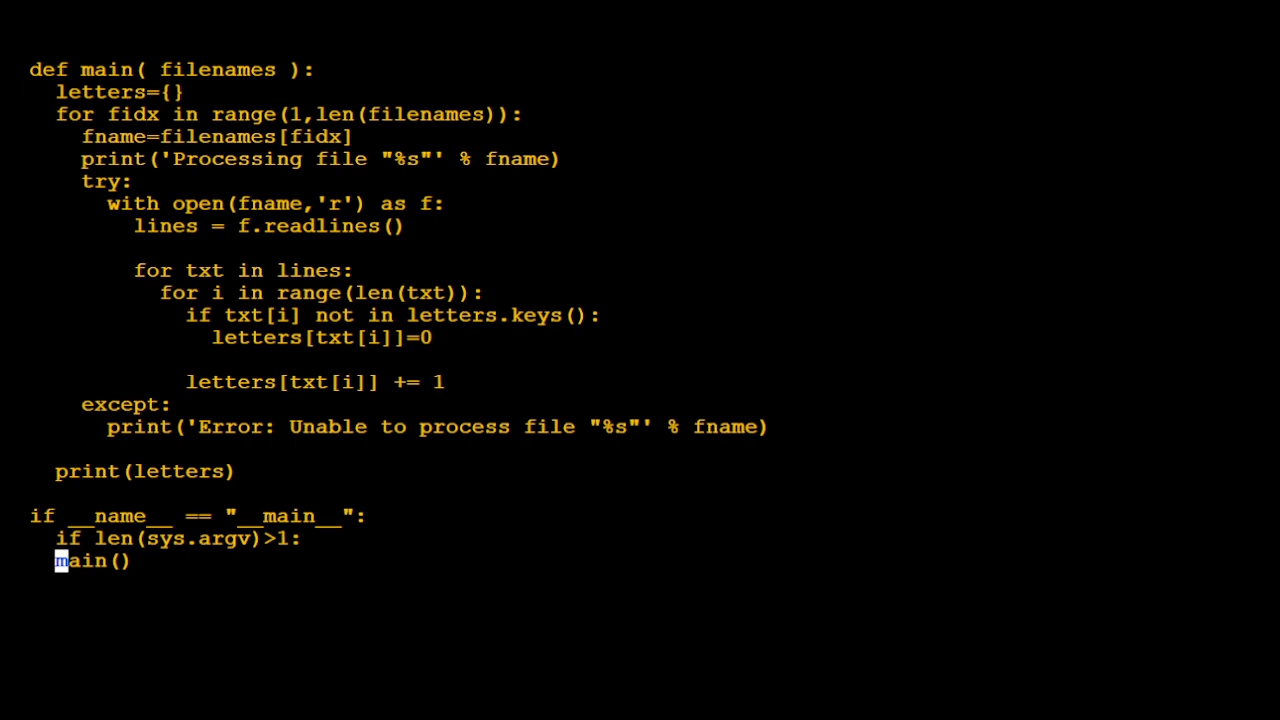 def main( filenames ):
  letters={}
  for fidx in range(1,len(filenames)):
    fname=filenames[fidx]
    print('Processing file "%s"' % fname)
    try:
      with open(fname,'r') as f:
        lines = f.readlines()

        for txt in lines:
          for i in range(len(txt)):
            if txt[i] not in letters.keys():
              letters[txt[i]]=0

            letters[txt[i]] += 1
    except:
      print('Error: Unable to process file "%s"' % fname)

  print(letters)

if __name__ == "__main__":
  if len(sys.argv)>1:
  main()